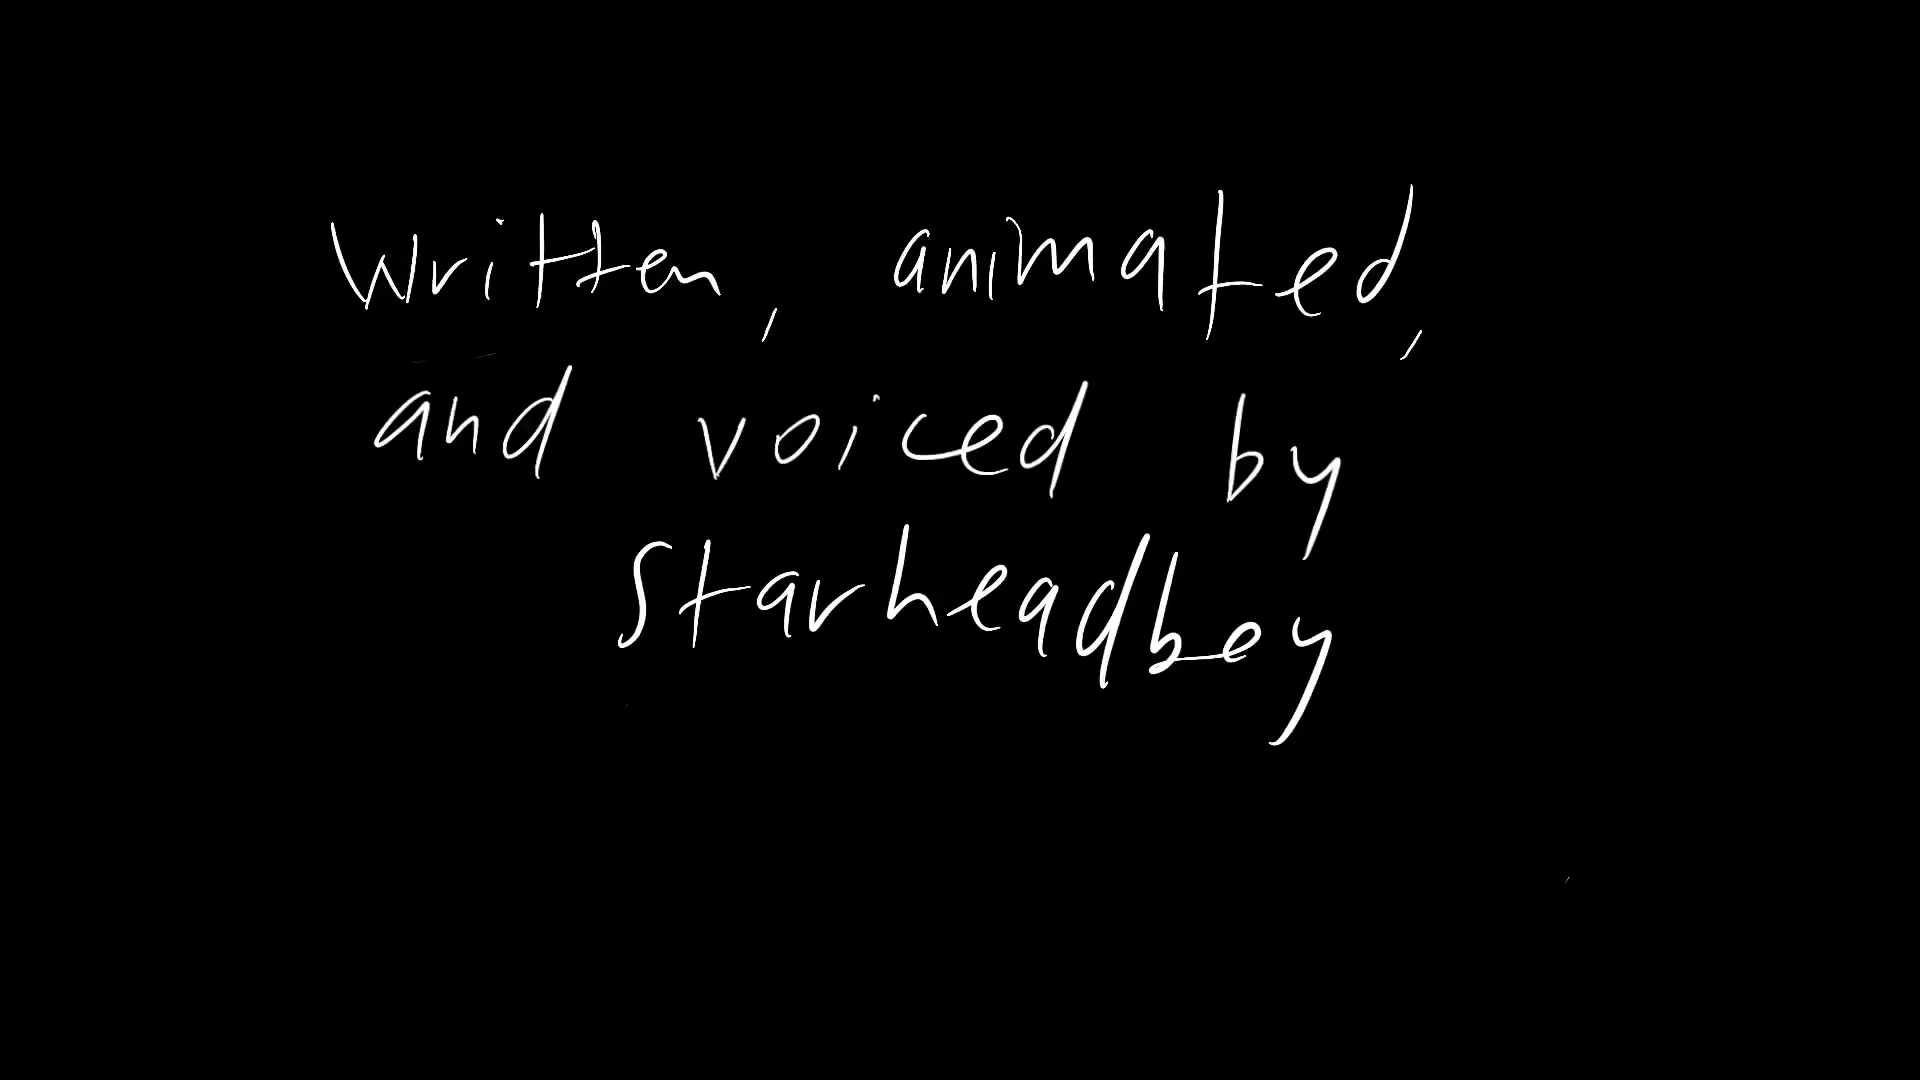 written, animated,
and voiced by
Starheadboy